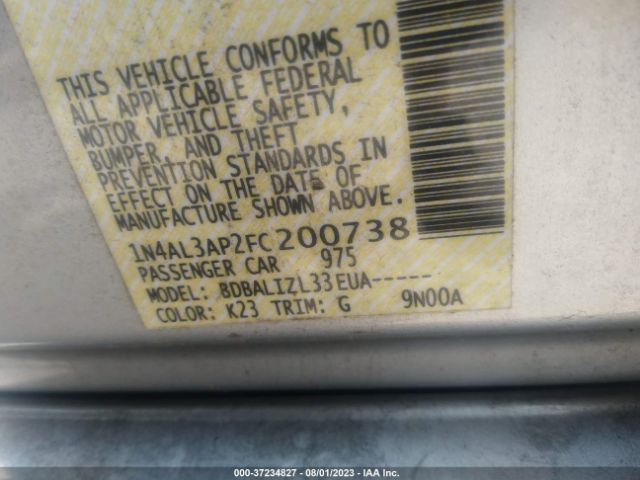 THIS VEHICLE CONFORMS TO
ALL APPLICABLE FEDERAL
MOTOR VEHICLE SAFETY,
BUMPER, AND THEFT
PREVENTION STANDARDS IN
EFFECT ON THE DATE OF
MANUFACTURE SHOWN ABOVE.
1N4AL3AP2FC200738
PASSENGER CAR 975
MODEL: BDBALIZL33EUA-----
COLOR: K23 TRIM: G 9N00A
000-37234827 - 08/01/2023 - IAA Inc.